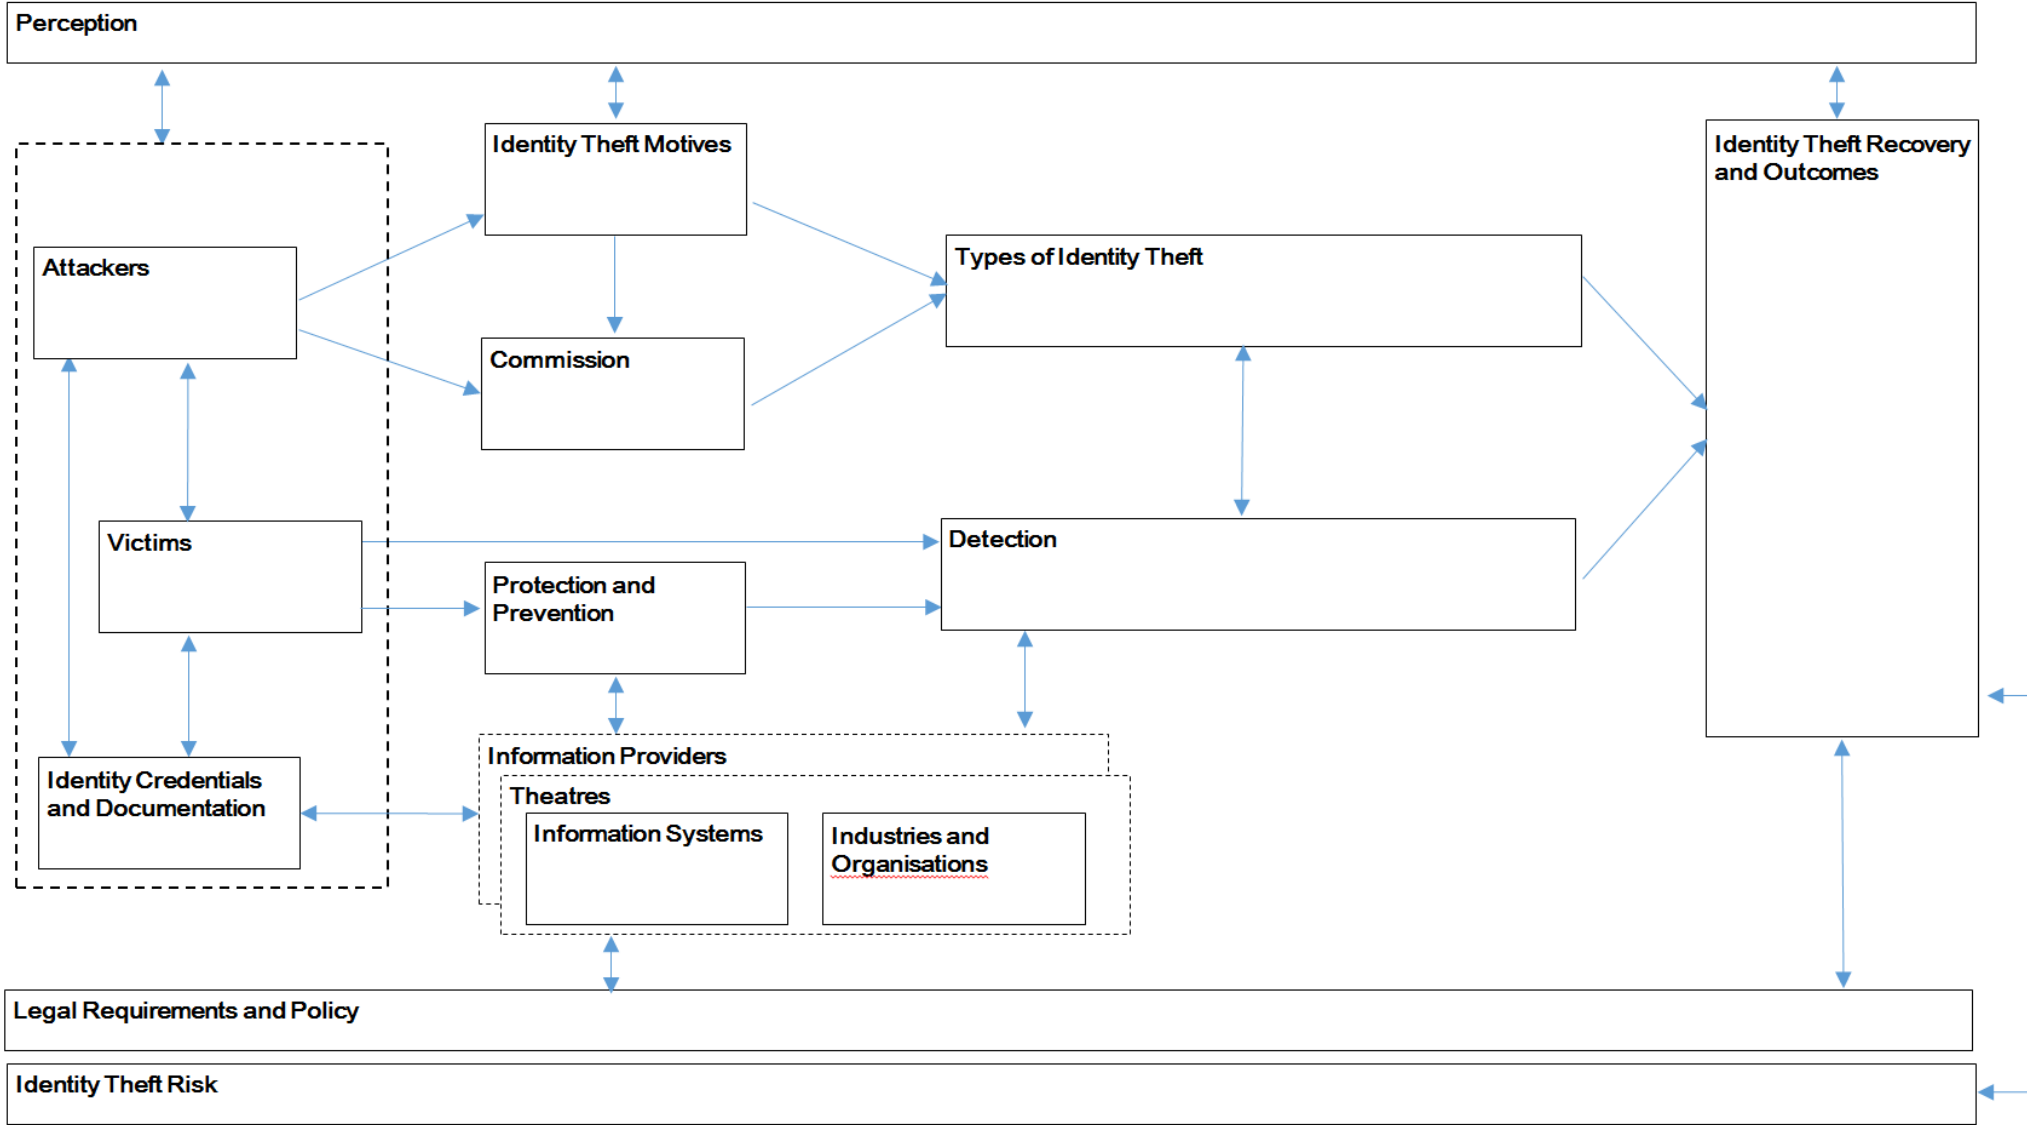 Perception
Identity Theft Motives
Identity Theft Recovery
and Outcomes
Attackers
Types of Identity Theft
Commission
Victims
Detection
Protection and
Prevention
Information Providers
Identity Credentials
and Documentation
Theatres
Information Systems
Industries and
Organisations
Legal Requirements and Policy
Identity Theft Risk